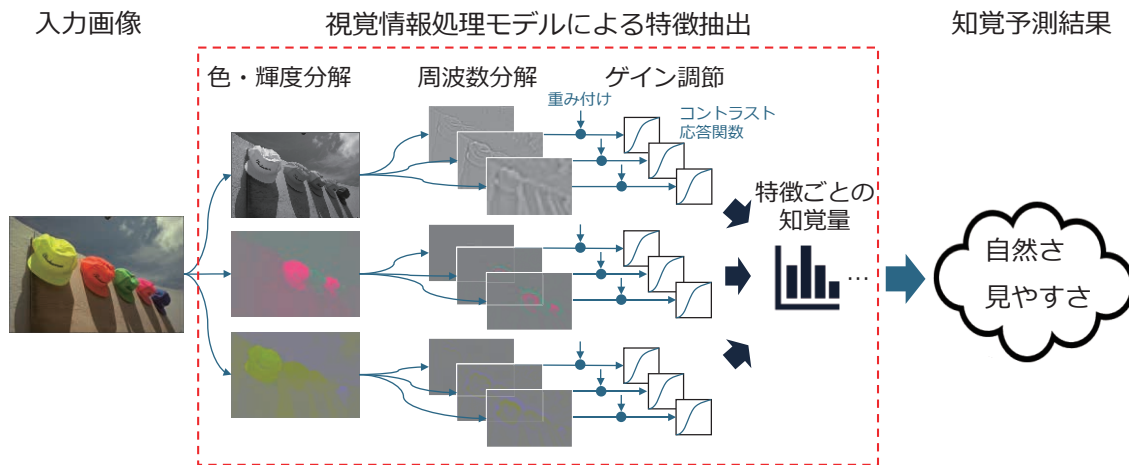 入力画像
視覚情報処理モデルによる特徴抽出
知覚予測結果
色・輝度分解
周波数分解
ゲイン調節
重み付け
コントラスト
応答関数
特徴ごとの
知覚量
…
自然さ
見やすさ